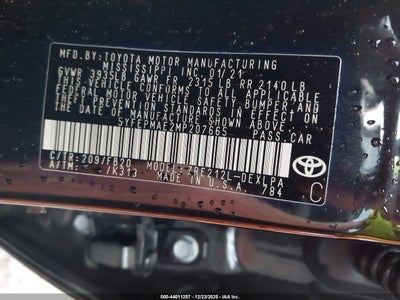 MFD.BY:TOYOTA MOTOR MANUFACTURING
MISSISSIPPI INC. 01/21
GVWR 3935LB GAWR FR 2315LB RR 2140LB
THIS VEHICLE CONFORMS TO ALL APPLICABLE
FEDERAL MOTOR VEHICLE SAFETY, BUMPER AND
THEFT PREVENTION STANDARDS IN EFFECT ON
THE DATE OF MANUFACTURE SHOWN ABOVE.
5YFEPMAE2MP207665 PASS.CAR
C/TR: 209/FB20 MODEL: ZRE212L-DEXLPA
/K313 MADE IN U.S.A. 784
TOYOTA
C
000-44011257 - 12/23/2025 - IAA Group